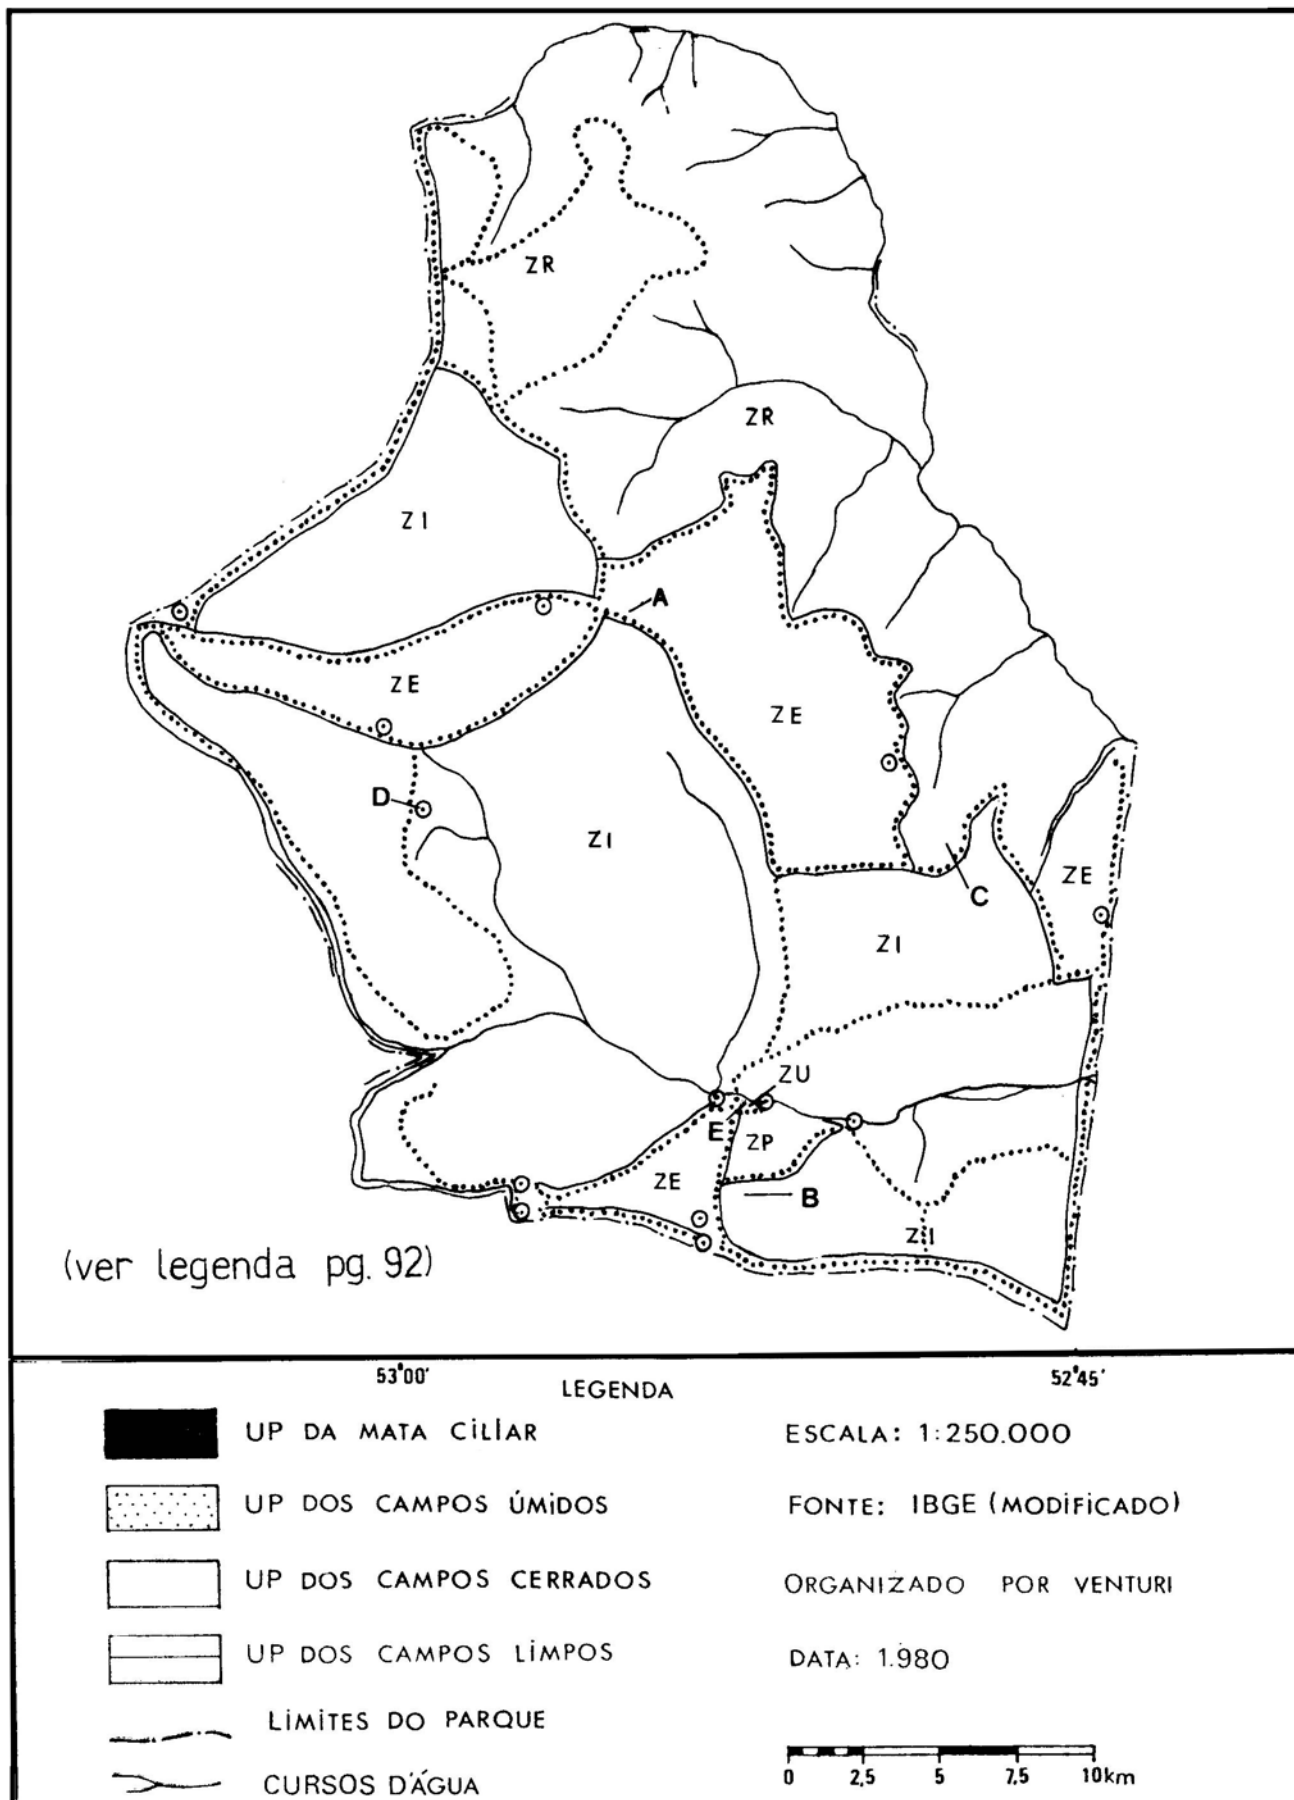 ZR
ZR
ZI
A
ZE
ZE
D
ZI
ZE
C
ZI
ZU
E
ZP
ZE
B
ZI
(ver legenda pg. 92)
53°00'
52°45'
LEGENDA
UP DA MATA CILIAR
ESCALA: 1:250.000
UP DOS CAMPOS ÚMIDOS
FONTE: IBGE (MODIFICADO)
UP DOS CAMPOS CERRADOS
ORGANIZADO POR VENTURI
UP DOS CAMPOS LIMPOS
DATA: 1.980
LIMITES DO PARQUE
CURSOS D'ÁGUA
0 2,5 5 7,5 10km